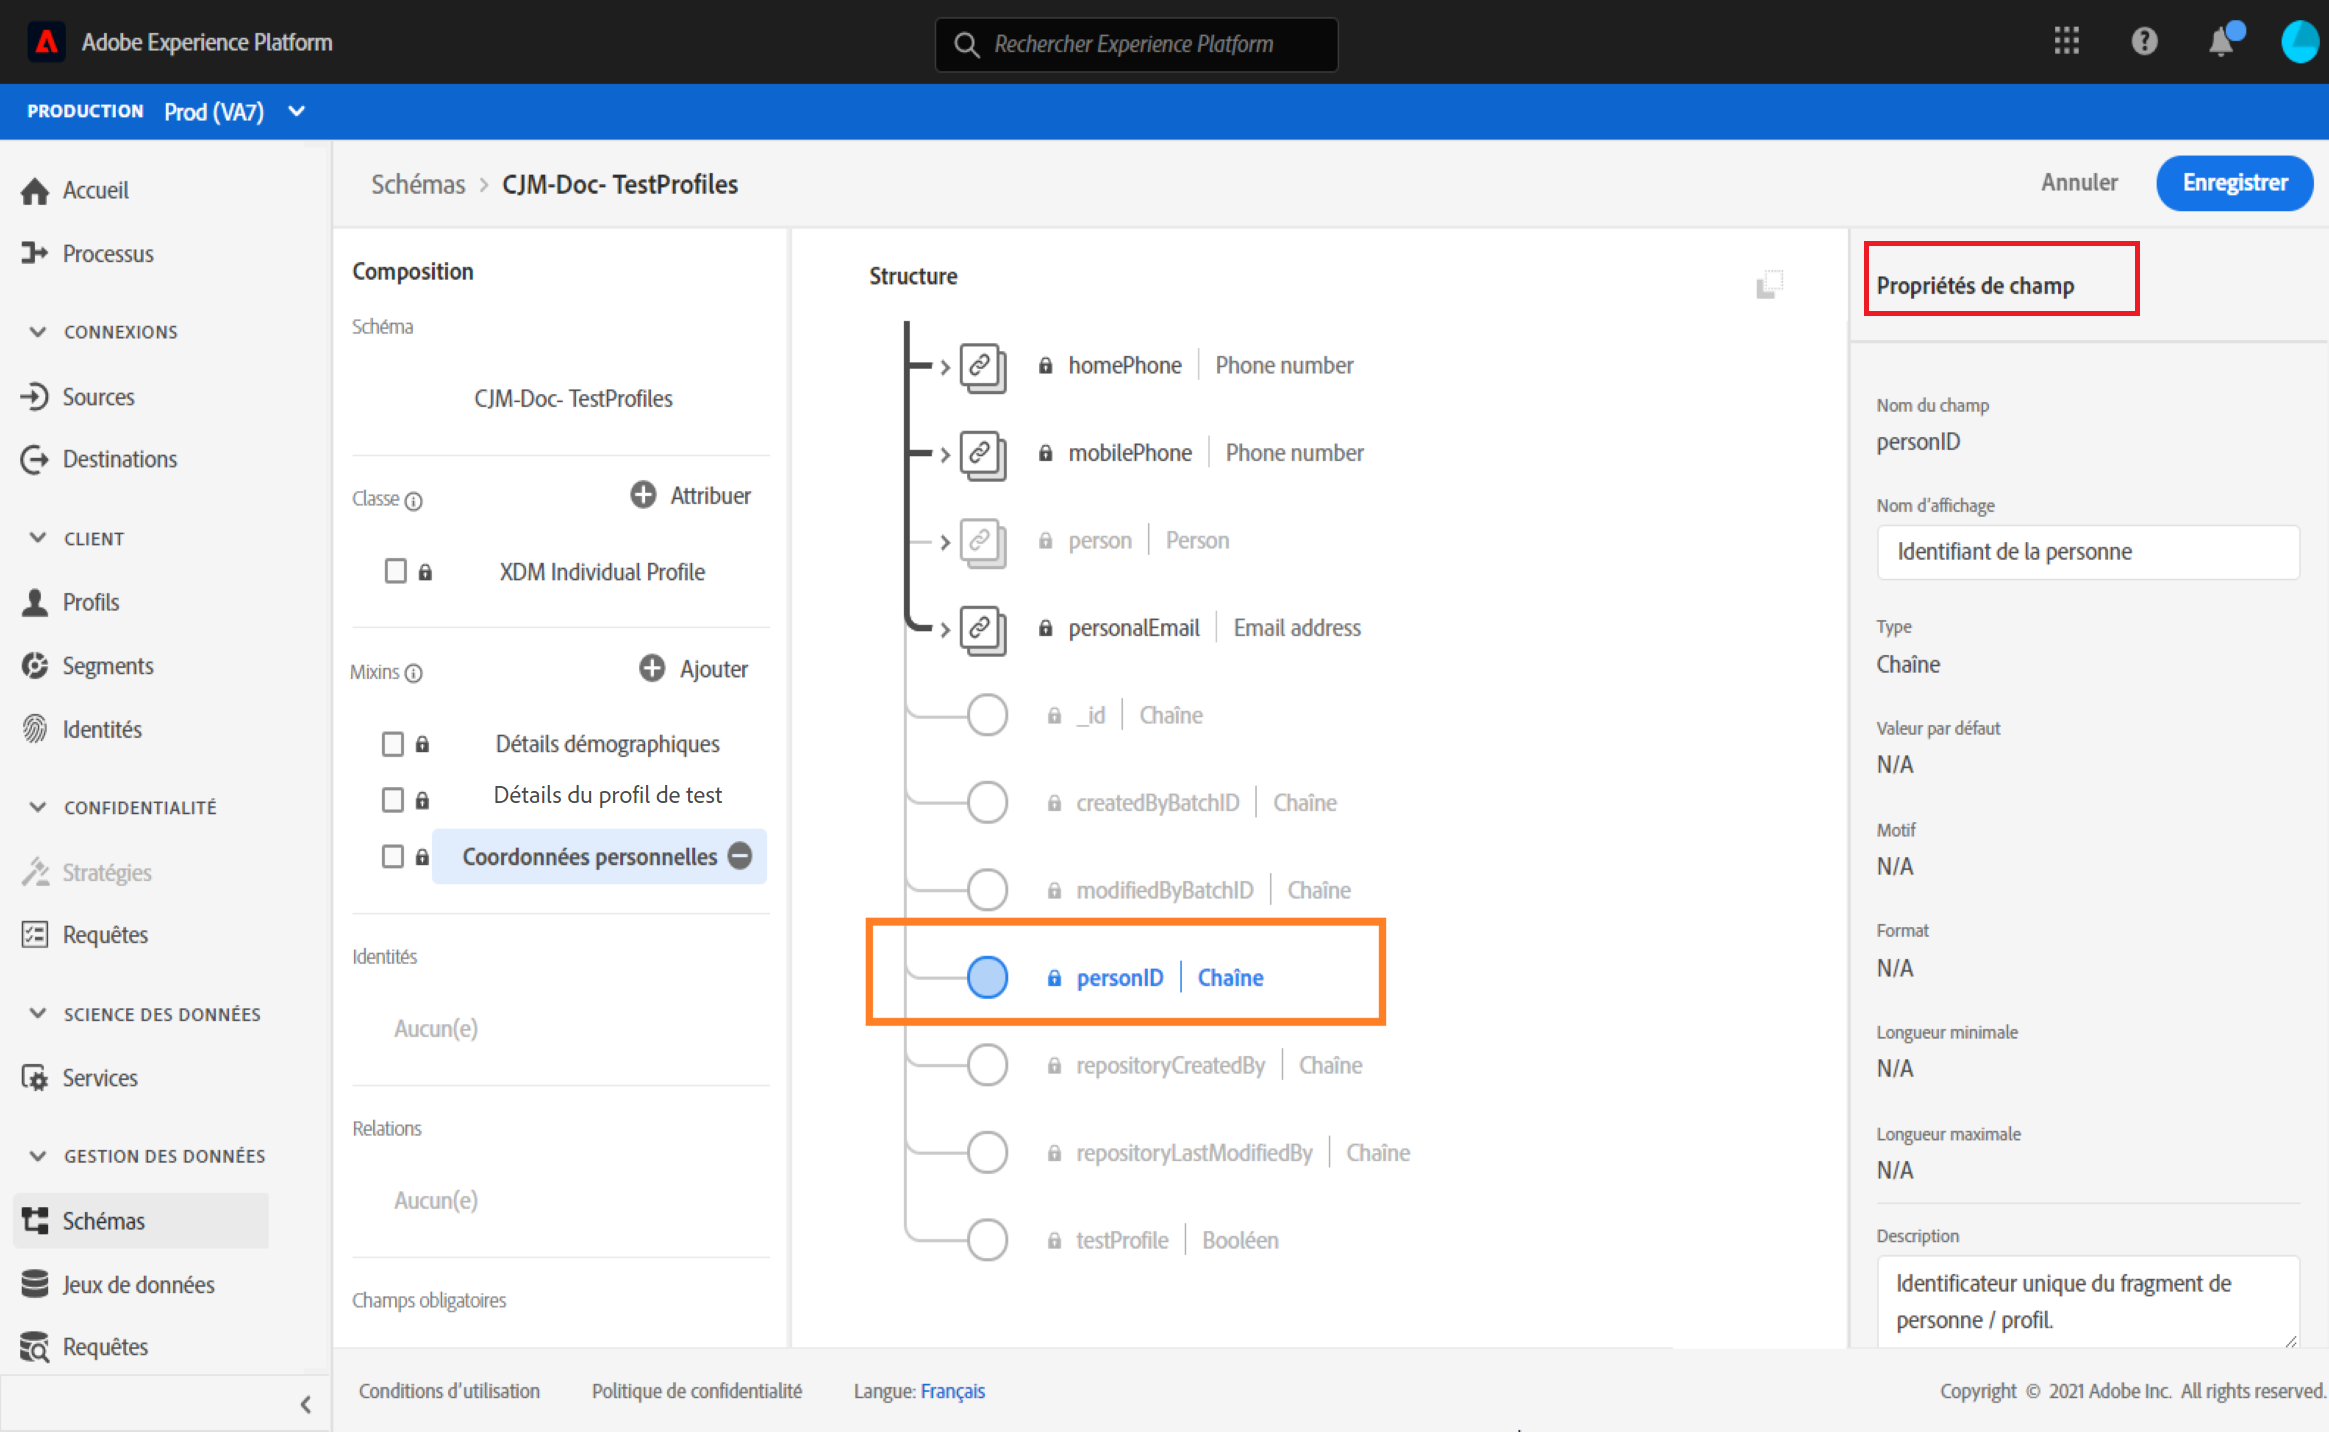 Adobe Experience Platform
Rechercher Experience Platform
PRODUCTION Prod (VA7)
Accueil
Processus
CONNEXIONS
Sources
Destinations
CLIENT
Profils
Segments
Identités
CONFIDENTIALITÉ
Stratégies
Requêtes
SCIENCE DES DONNÉES
Services
GESTION DES DONNÉES
Schémas
Jeux de données
Requêtes
Schémas > CJM-Doc- TestProfiles
Annuler
Enregistrer
Composition
Schéma
CJM-Doc- TestProfiles
Classe
Attribuer
XDM Individual Profile
Mixins
Ajouter
Détails démographiques
Détails du profil de test
Coordonnées personnelles
Identités
Aucun(e)
Relations
Aucun(e)
Champs obligatoires
Structure
homePhone | Phone number
mobilePhone | Phone number
person | Person
personalEmail | Email address
_id | Chaîne
createdByBatchID | Chaîne
modifiedByBatchID | Chaîne
personID | Chaîne
repositoryCreatedBy | Chaîne
repositoryLastModifiedBy | Chaîne
testProfile | Booléen
Propriétés de champ
Nom du champ
personID
Nom d'affichage
Identifiant de la personne
Type
Chaîne
Valeur par défaut
N/A
Motif
N/A
Format
N/A
Longueur minimale
N/A
Longueur maximale
N/A
Description
Identificateur unique du fragment de
personne / profil.
Conditions d'utilisation
Politique de confidentialité
Langue: Français
Copyright © 2021 Adobe Inc. All rights reserved.